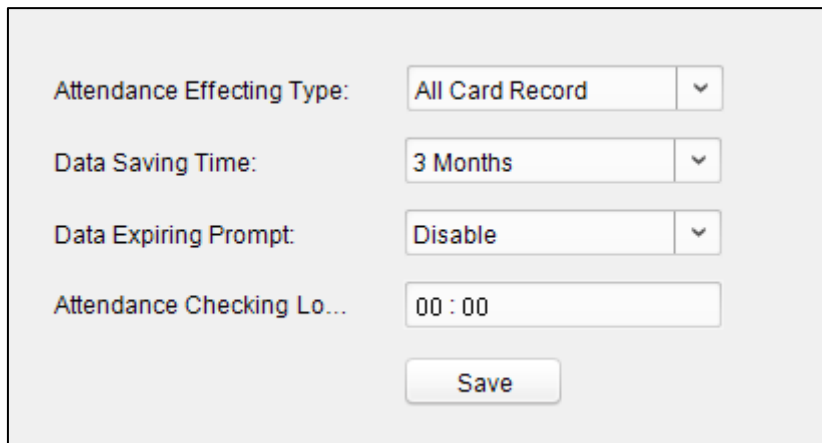 Attendance Effecting Type: All Card Record
Data Saving Time: 3 Months
Data Expiring Prompt: Disable
Attendance Checking Lo... 00 : 00
Save